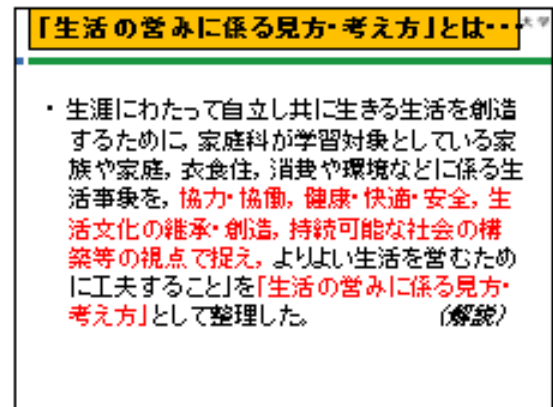 「生活の営みに係る見方・考え方」とは・・・
大学
・生涯にわたって自立し共に生きる生活を創造
するために，家庭科が学習対象としている家
族や家庭，衣食住，消費や環境などに係る生
活事象を，協力・協働，健康・快適・安全，生
活文化の継承・創造，持続可能な社会の構
築等の視点で捉え，よりよい生活を営むため
に工夫すること」を「生活の営みに係る見方・
考え方」として整理した。　（解説）